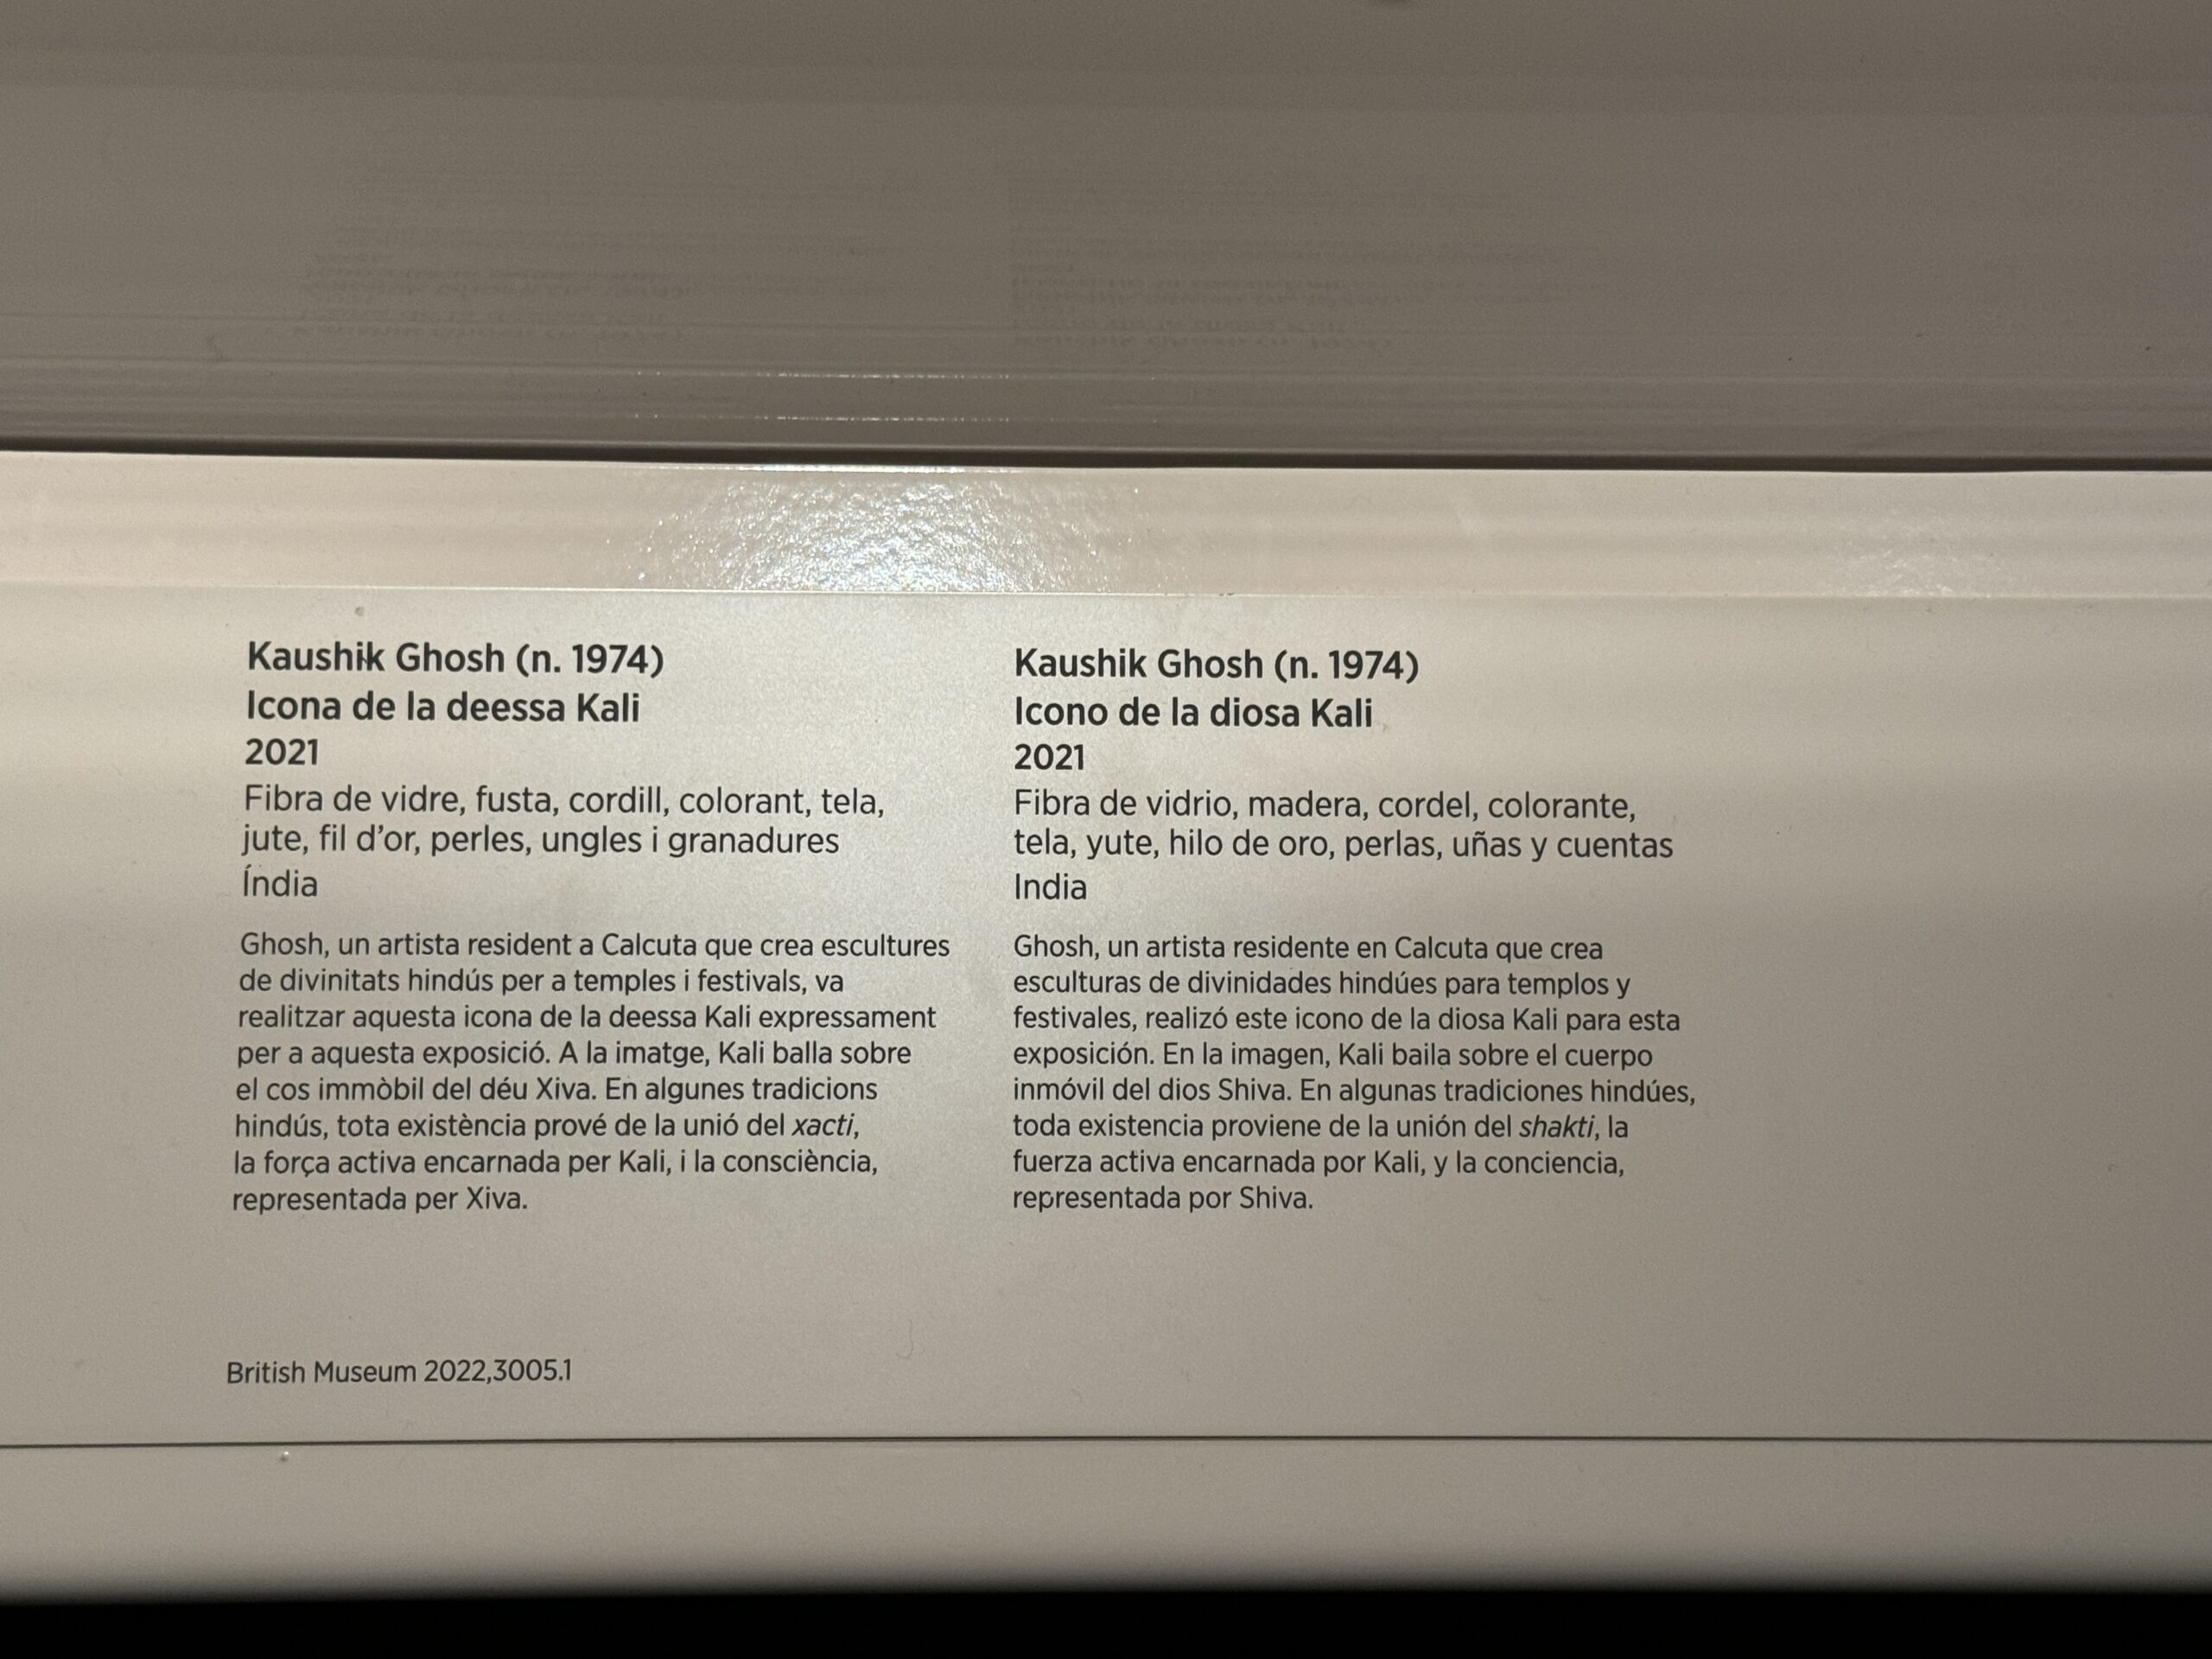 Kaushik Ghosh (n. 1974)
Icona de la deessa Kali
2021
Fibra de vidre, fusta, cordill, colorant, tela,
jute, fil d’or, perles, ungles i granadures
Índia
Ghosh, un artista resident a Calcuta que crea escultures
de divinitats hindús per a temples i festivals, va
realitzar aquesta icona de la deessa Kali expressament
per a aquesta exposició. A la imatge, Kali balla sobre
el cos immòbil del déu Xiva. En algunes tradicions
hindús, tota existència prové de la unió del xacti,
la força activa encarnada per Kali, i la consciència,
representada per Xiva.
British Museum 2022,3005.1
Kaushik Ghosh (n. 1974)
Icono de la diosa Kali
2021
Fibra de vidrio, madera, cordel, colorante,
tela, yute, hilo de oro, perlas, uñas y cuentas
India
Ghosh, un artista residente en Calcuta que crea
esculturas de divinidades hindúes para templos y
festivales, realizó este icono de la diosa Kali para esta
exposición. En la imagen, Kali baila sobre el cuerpo
inmóvil del dios Shiva. En algunas tradiciones hindúes,
toda existencia proviene de la unión del shakti, la
fuerza activa encarnada por Kali, y la conciencia,
representada por Shiva.